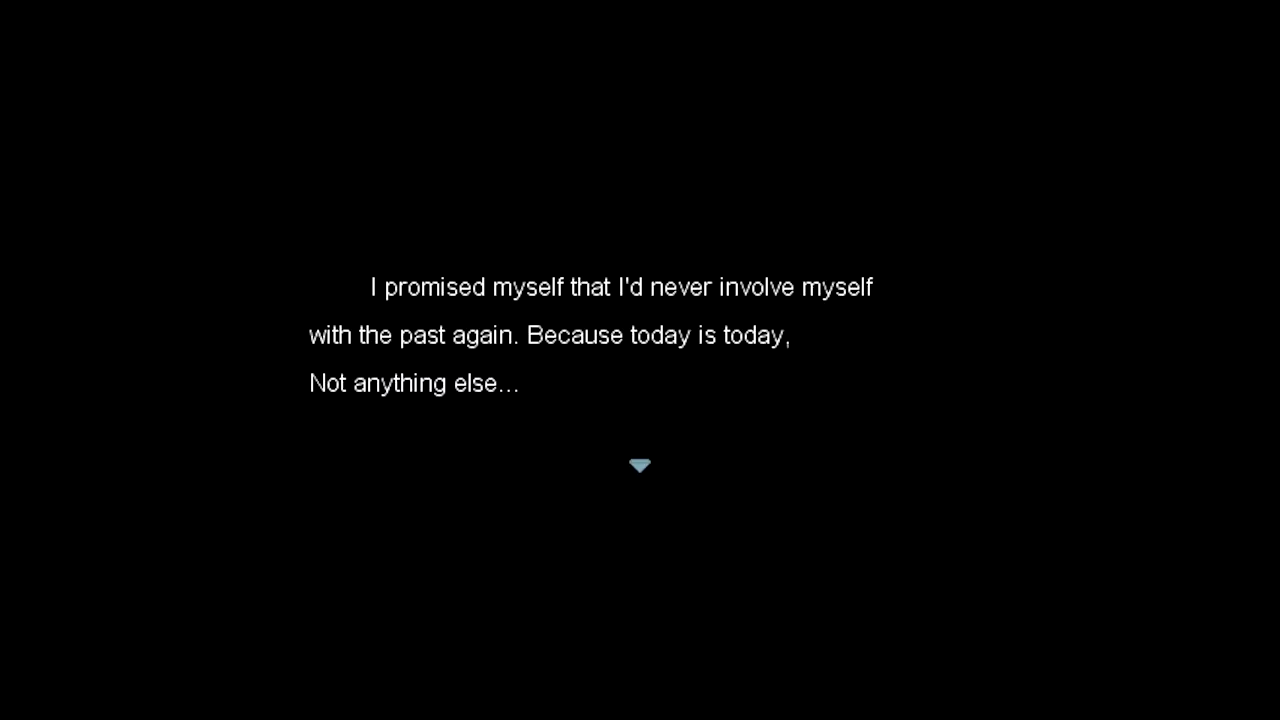 I promised myself that I'd never involve myself
with the past again. Because today is today,
Not anything else...